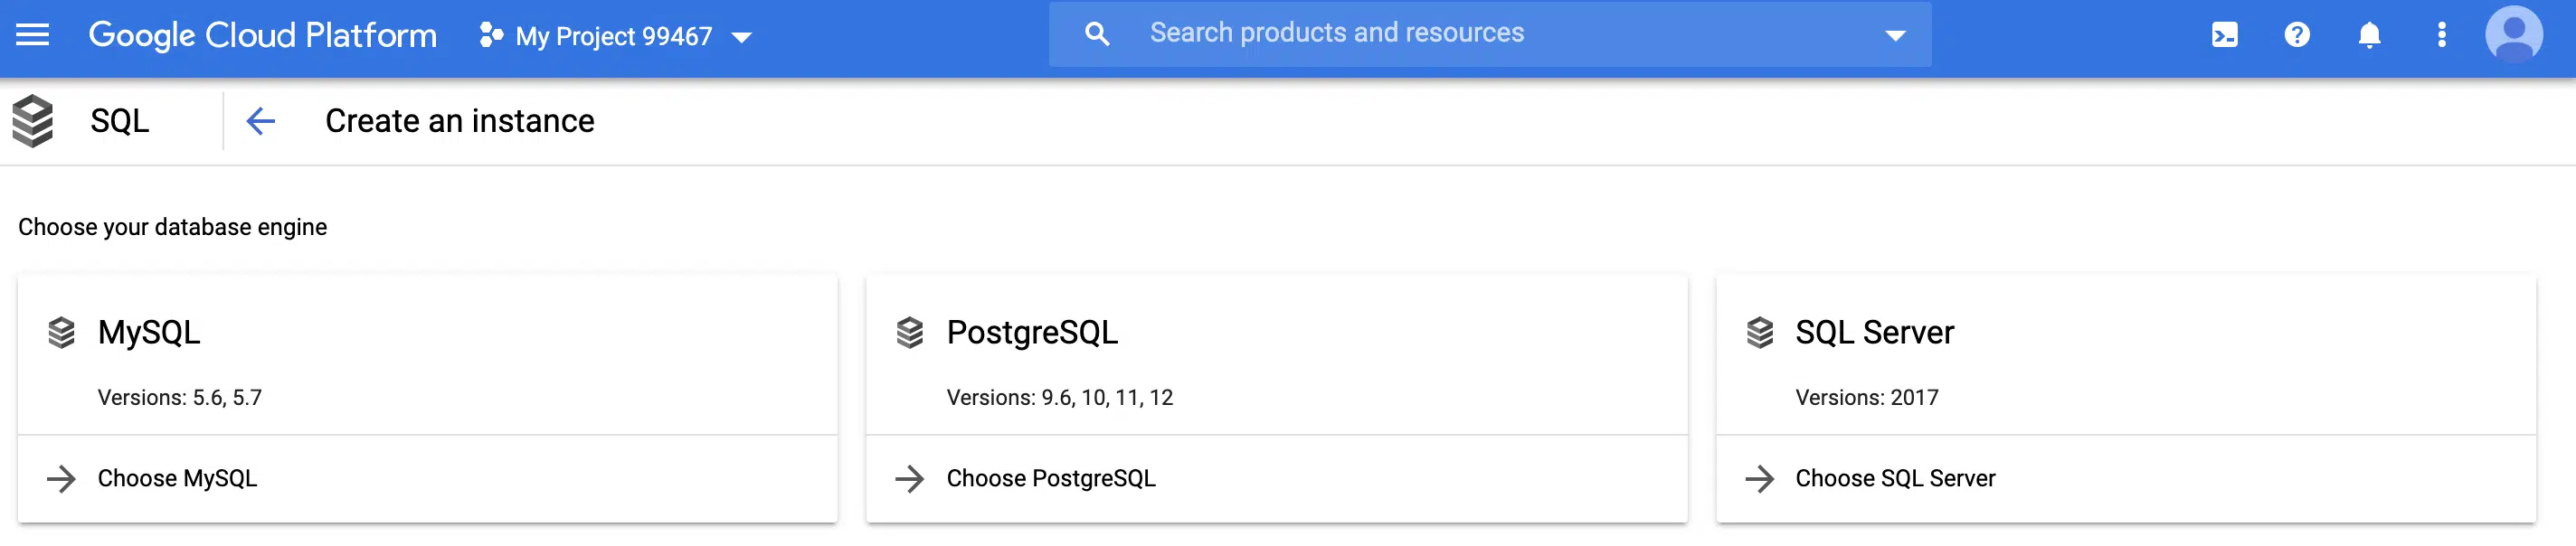 Google Cloud Platform My Project 99467 Search products and resources
SQL Create an instance
Choose your database engine
MySQL
Versions: 5.6, 5.7
Choose MySQL
PostgreSQL
Versions: 9.6, 10, 11, 12
Choose PostgreSQL
SQL Server
Versions: 2017
Choose SQL Server